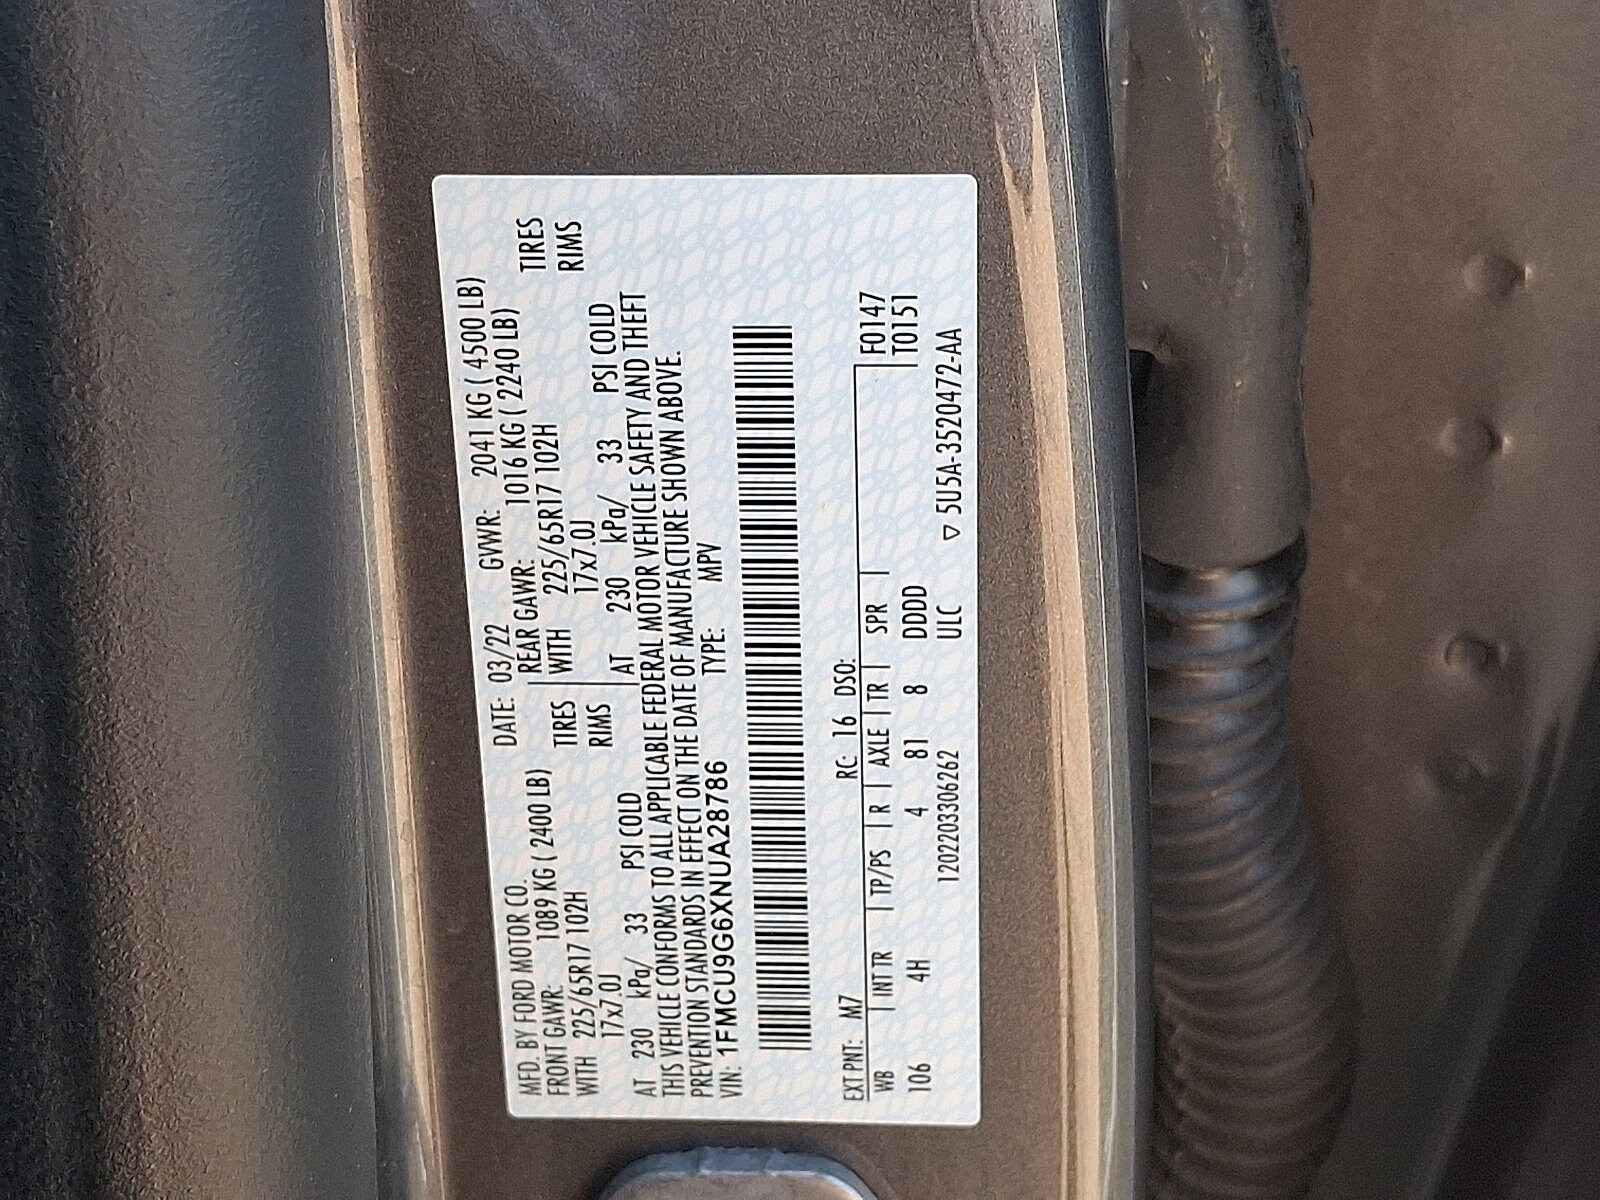 MFD. BY FORD MOTOR CO. DATE: 03/22 GVWR: 2041 KG ( 4500 LB)
FRONT GAWR: 1089 KG ( 2400 LB) REAR GAWR: 1016 KG ( 2240 LB)
WITH 225/65R17 102H TIRES WITH 225/65R17 102H TIRES
17x7.0J RIMS 17x7.0J RIMS
AT 230 kPa/ 33 PSI COLD AT 230 kPa/ 33 PSI COLD
THIS VEHICLE CONFORMS TO ALL APPLICABLE FEDERAL MOTOR VEHICLE SAFETY AND THEFT
PREVENTION STANDARDS IN EFFECT ON THE DATE OF MANUFACTURE SHOWN ABOVE.
VIN: 1FMCU9G6XNUA28786 TYPE: MPV
EXT PNT: M7 RC: 16 DSO: F0147
WB | INT TR | TP/PS | R | AXLE | TR | SPR | T0151
106 4H 4 81 8 DDDD
1202203306262 ULC ▽ 5U5A-3520472-AA